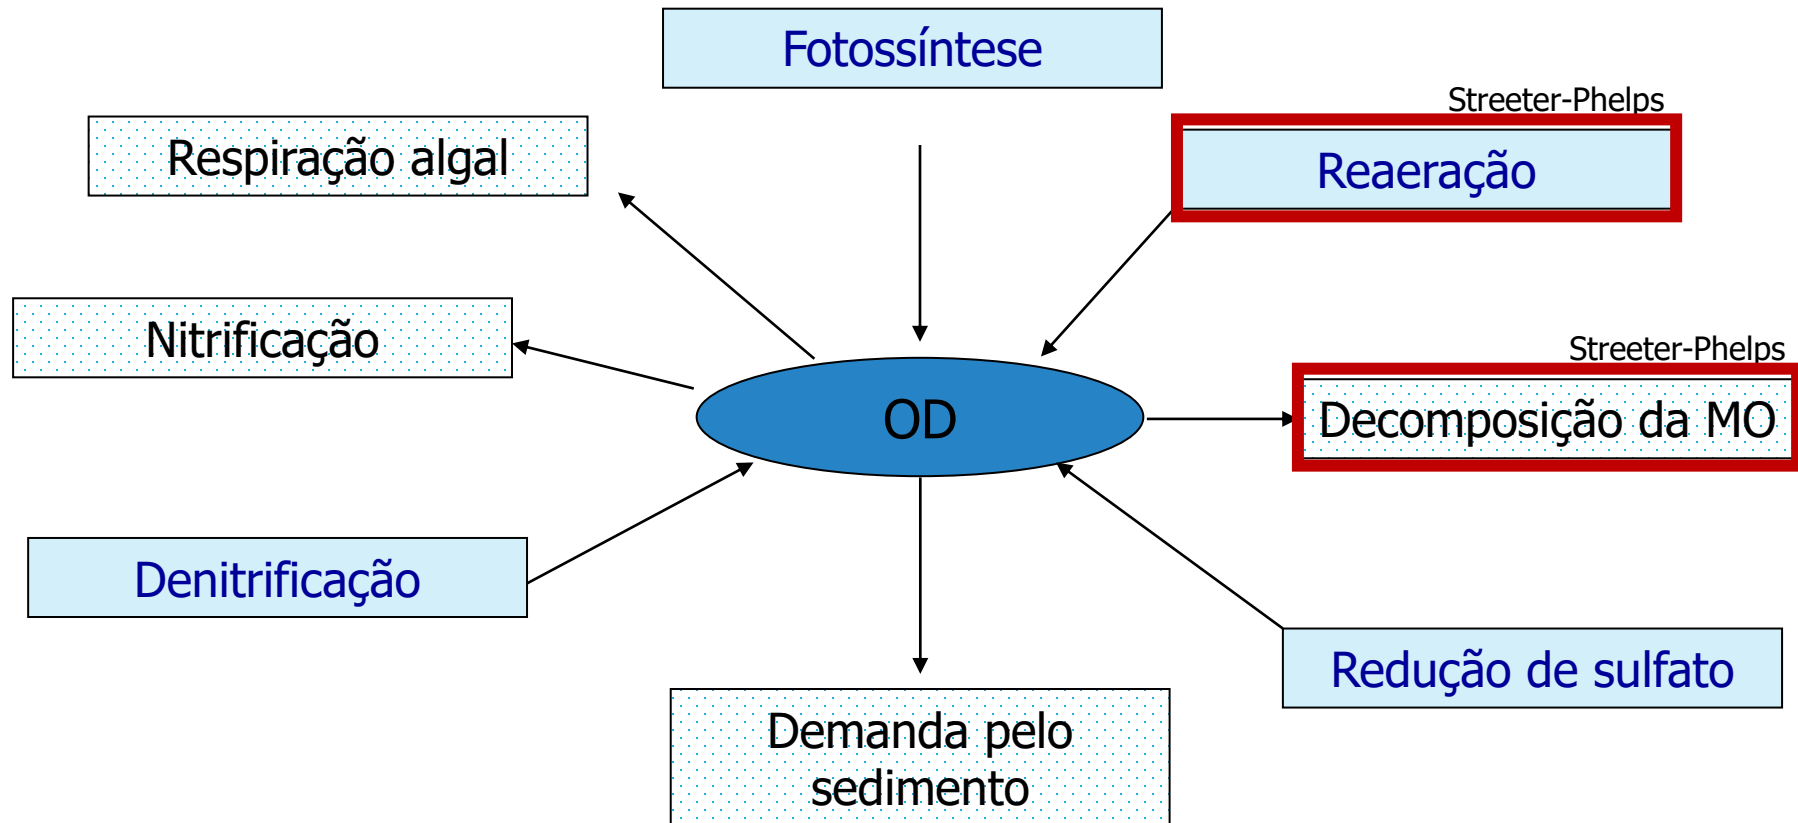 Fotossíntese
Streeter-Phelps
Respiração algal
Reaeração
Nitrificação
Streeter-Phelps
OD
Decomposição da MO
Denitrificação
Redução de sulfato
Demanda pelo
sedimento